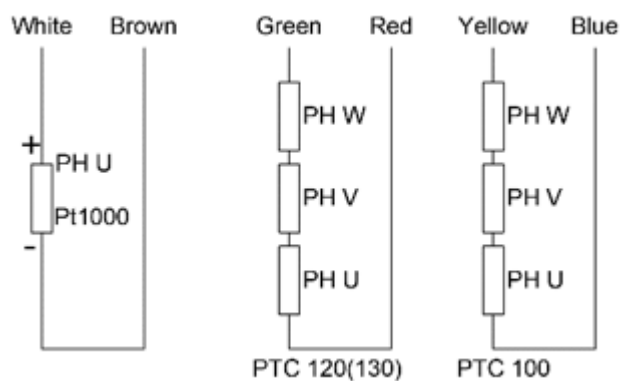 White Brown Green Red Yellow Blue
PH W PH W
+
PH U
PH V PH V
Pt1000
-
PH U PH U
PTC 120(130) PTC 100